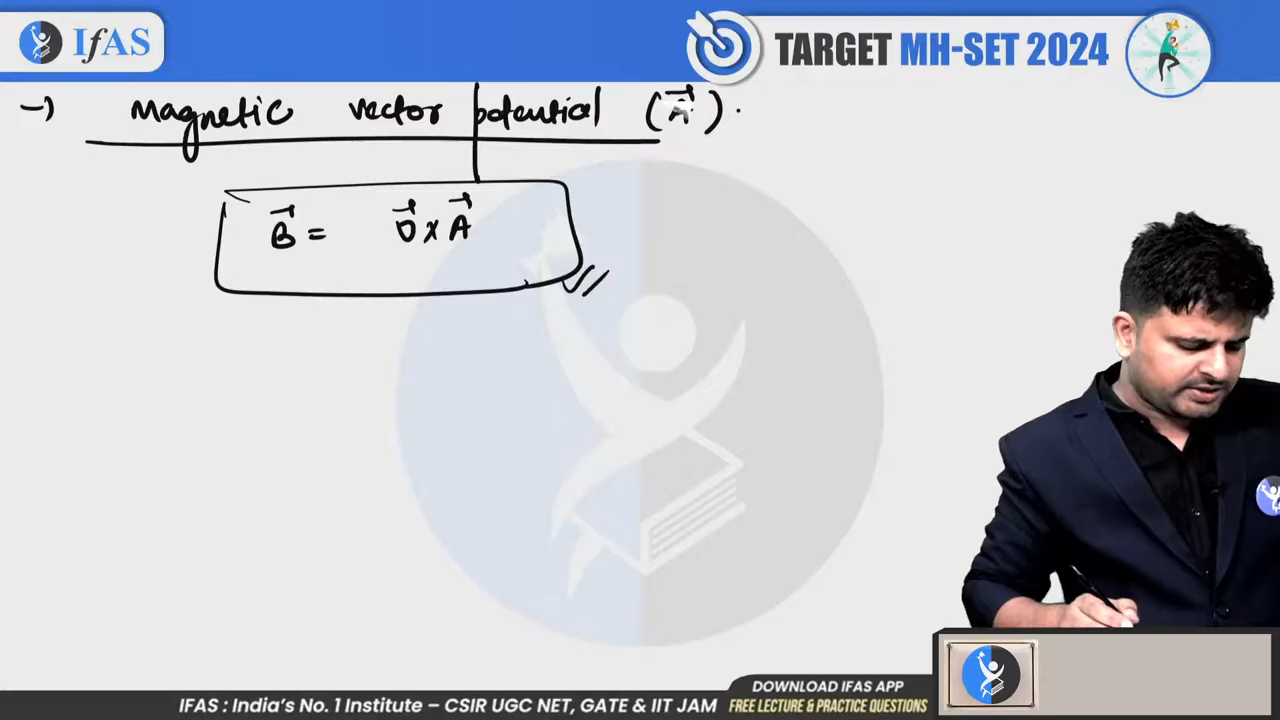 IfAS
TARGET MH-SET 2024
→ Magnetic vector potential (A⃗).
B⃗ = ∇⃗ x A⃗
DOWNLOAD IFAS APP
IFAS : India's No. 1 Institute – CSIR UGC NET, GATE & IIT JAM
FREE LECTURE & PRACTICE QUESTIONS